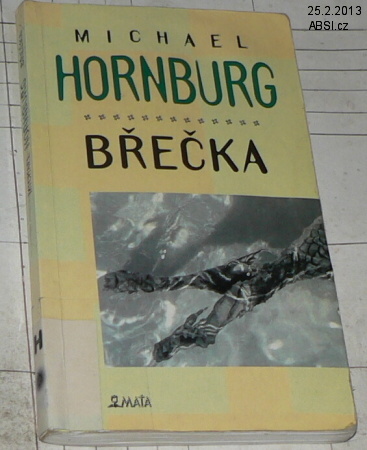 25.2.2013
ABSI.cz
MICHAEL
HORNBURG
BŘEČKA
MAŤA